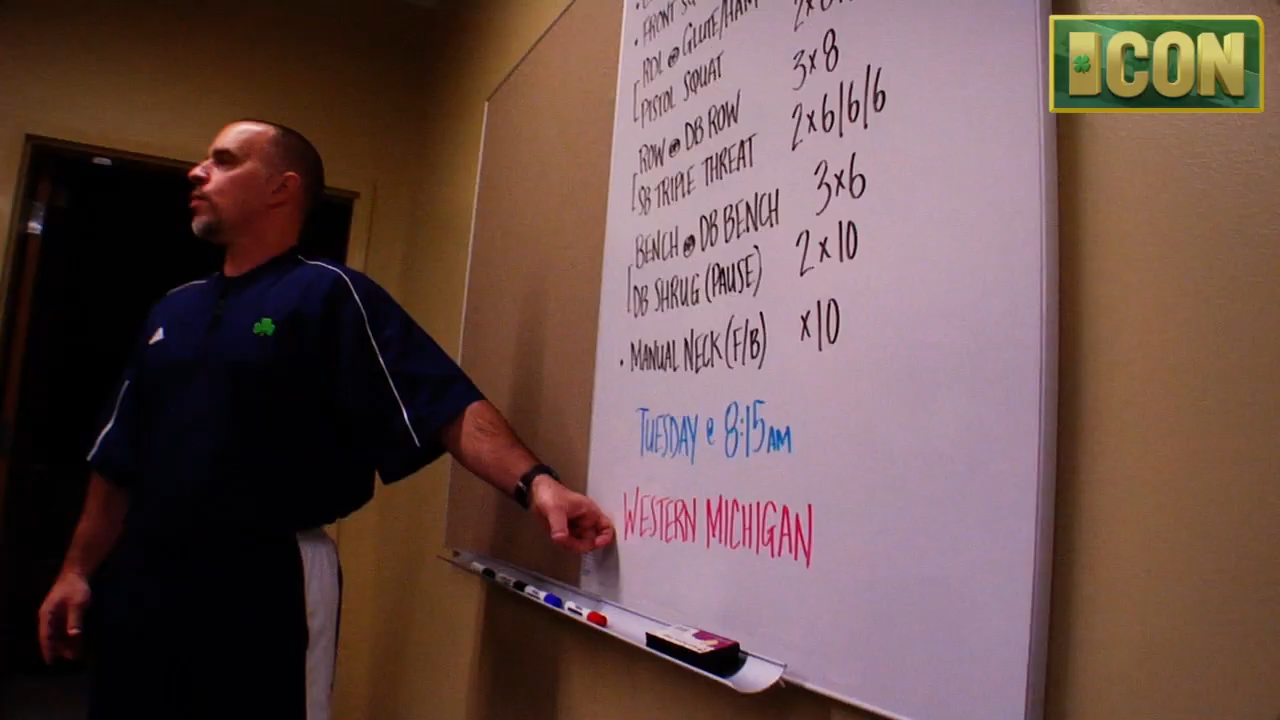 • FRONT
RDL @ GLUTE/HAM
PISTOL SQUAT 3x8
ROW @ DB ROW 2x6/6/6
SB TRIPLE THREAT
BENCH @ DB BENCH 3x6
DB SHRUG (PAUSE) 2x10
• MANUAL NECK (F/B) x10
TUESDAY @ 8:15AM
WESTERN MICHIGAN
ICON